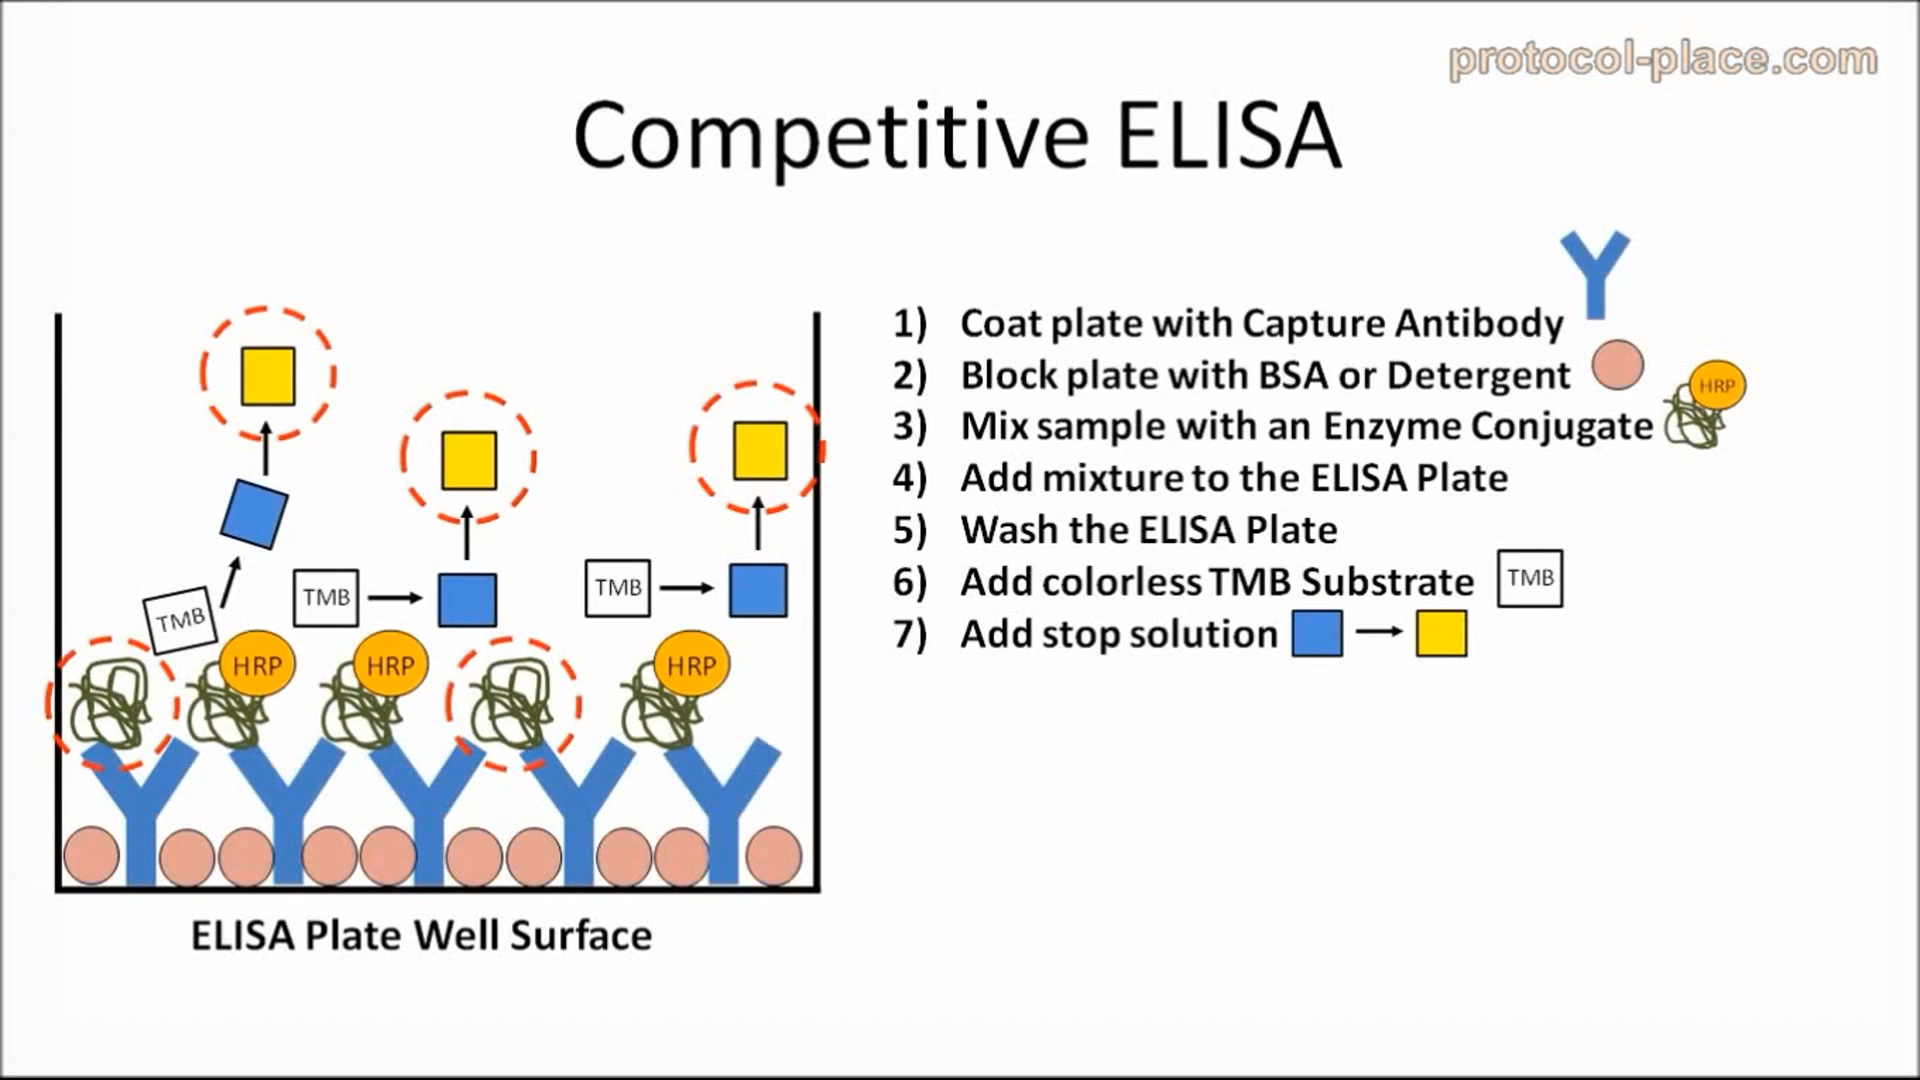 protocol-place.com
Competitive ELISA
1) Coat plate with Capture Antibody
2) Block plate with BSA or Detergent
HRP
3) Mix sample with an Enzyme Conjugate
4) Add mixture to the ELISA Plate
5) Wash the ELISA Plate
6) Add colorless TMB Substrate TMB
7) Add stop solution
TMB TMB TMB
HRP HRP HRP
ELISA Plate Well Surface